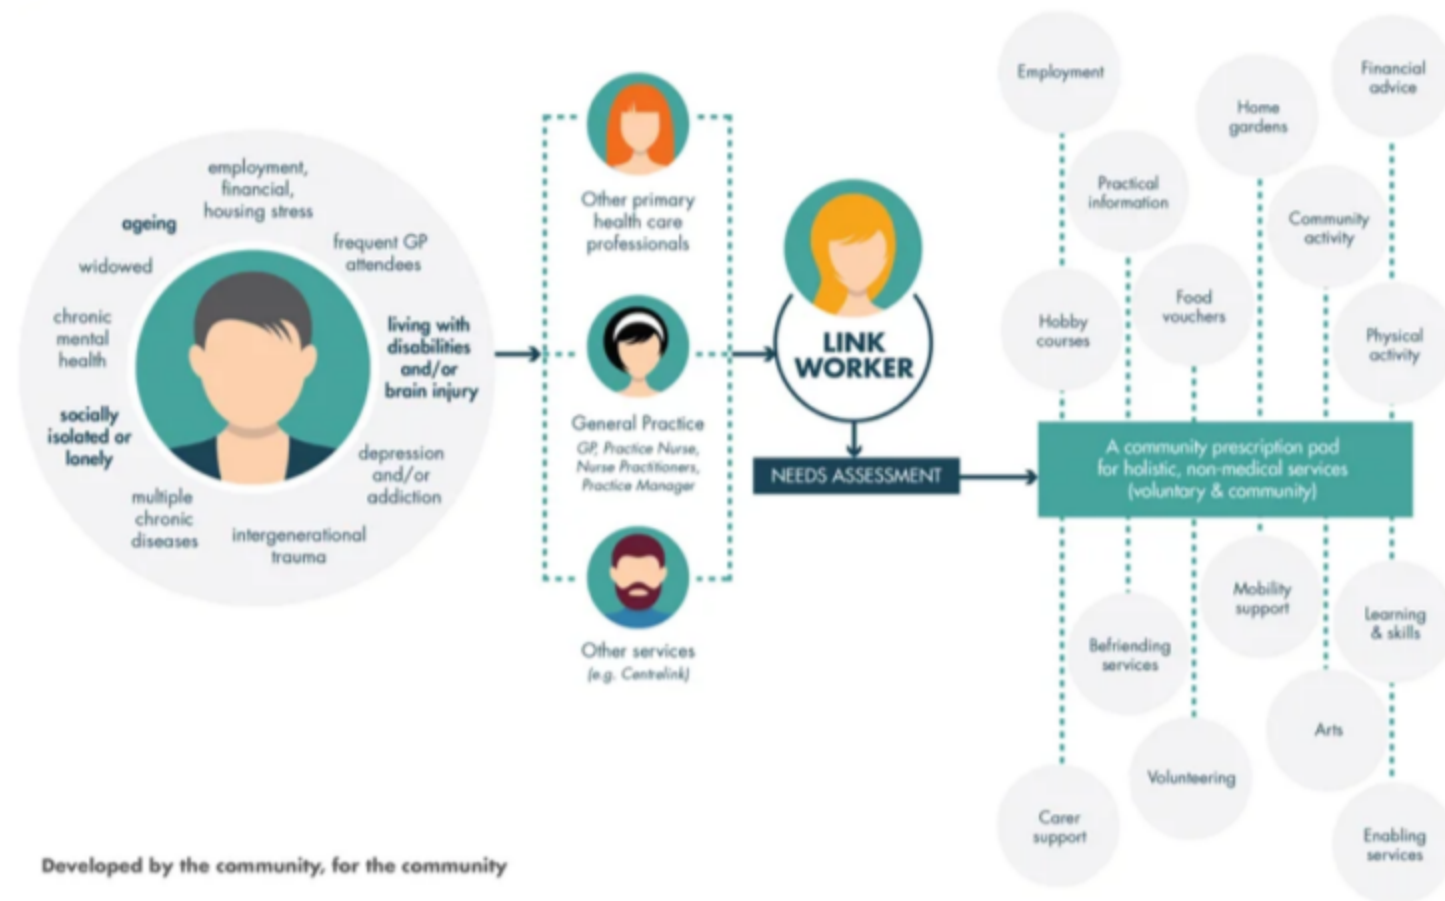 employment,
financial,
housing stress
ageing
frequent GP
attendees
widowed
chronic
mental
health
living with
disabilities
and/or
brain injury
socially
isolated or
lonely
depression
and/or
addiction
multiple
chronic
diseases
intergenerational
trauma
Other primary
health care
professionals
General Practice
GP, Practice Nurse,
Nurse Practitioners,
Practice Manager
Other services
(e.g. Centrelink)
LINK
WORKER
NEEDS ASSESSMENT
Employment
Home
gardens
Financial
advice
Practical
information
Community
activity
Hobby
courses
Food
vouchers
Physical
activity
A community prescription pad
for holistic, non-medical services
(voluntary & community)
Mobility
support
Learning
& skills
Befriending
services
Arts
Volunteering
Carer
support
Enabling
services
Developed by the community, for the community